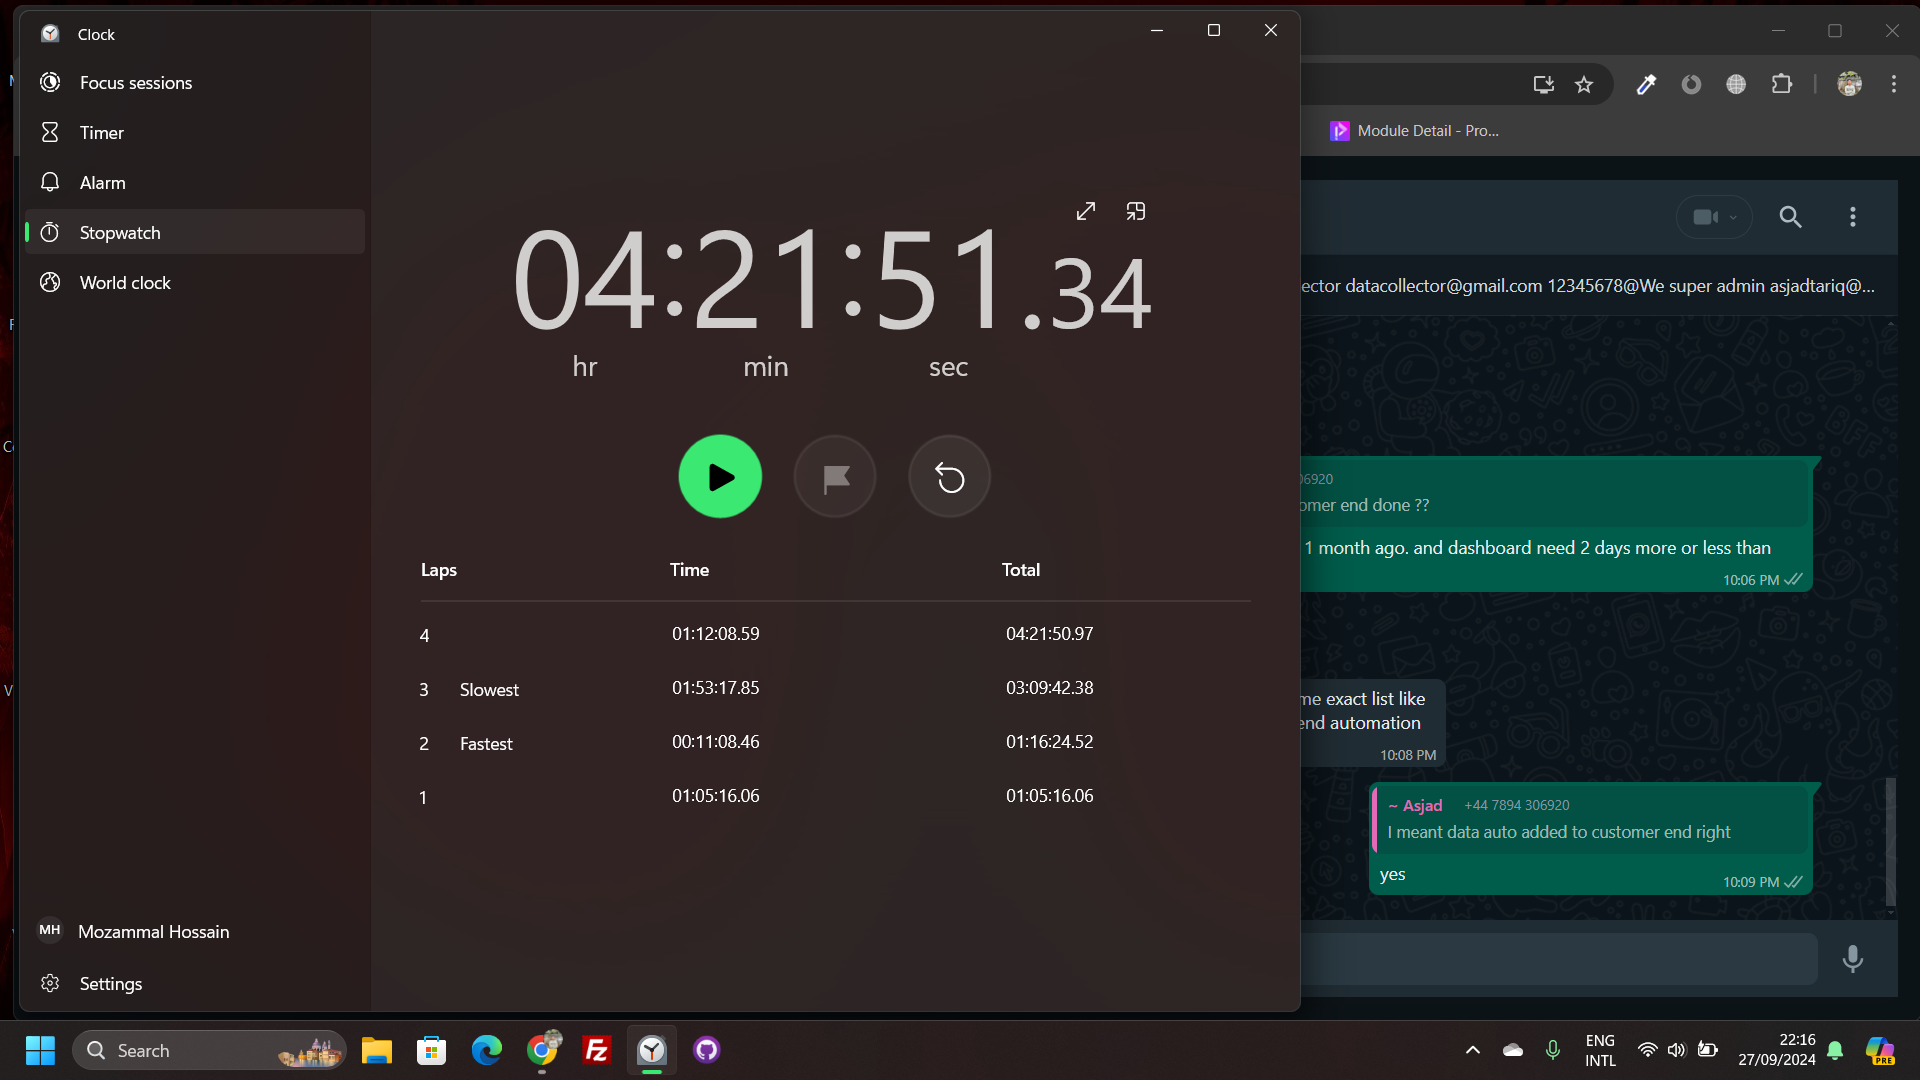 Clock
Focus sessions
Timer
Alarm
Stopwatch
World clock
04:21:51.34
hr min sec
Laps Time Total
4 01:12:08.59 04:21:50.97
3 Slowest 01:53:17.85 03:09:42.38
2 Fastest 00:11:08.46 01:16:24.52
1 01:05:16.06 01:05:16.06
MH Mozammal Hossain
Settings
Module Detail - Pro...
ector datacollector@gmail.com 12345678@We super admin asjadtariq@...
06920
omer end done ??
1 month ago. and dashboard need 2 days more or less than
10:06 PM
me exact list like
end automation
10:08 PM
~ Asjad +44 7894 306920
I meant data auto added to customer end right
yes
10:09 PM
Search
Fz
ENG
INTL
22:16
27/09/2024
PRE